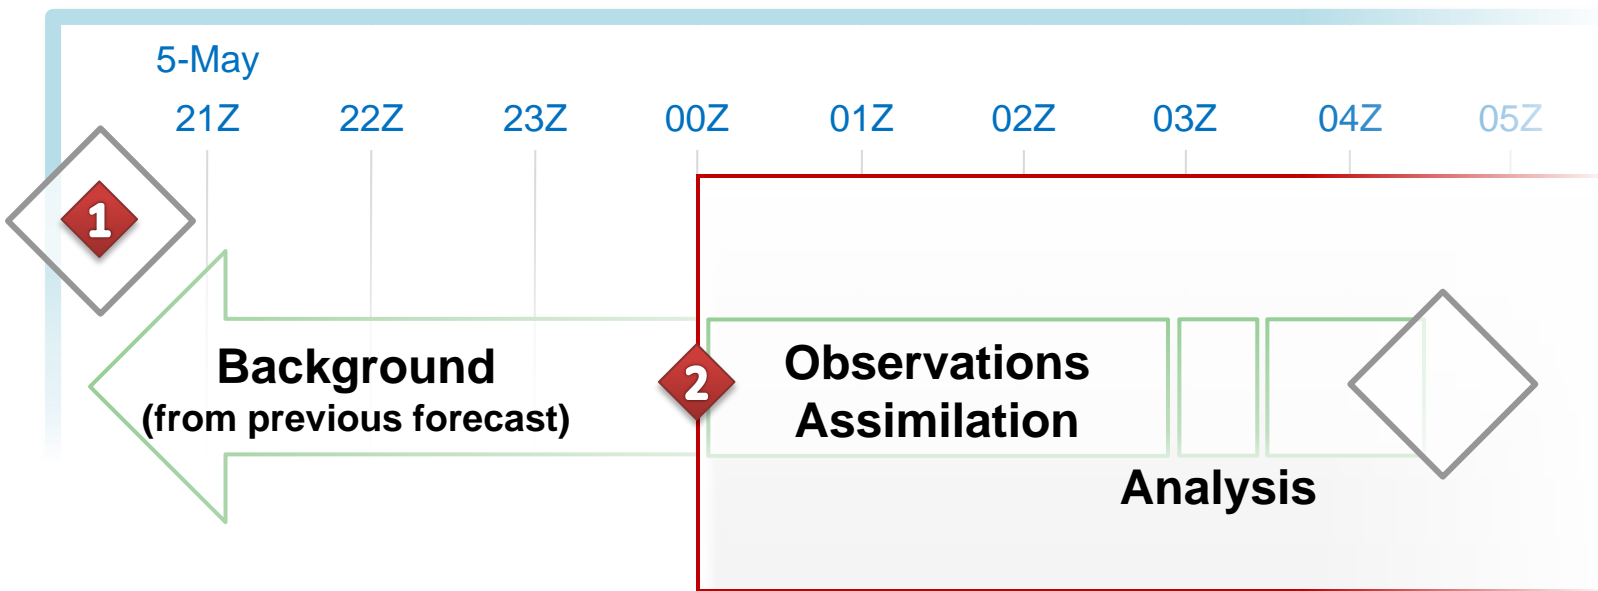 5-May
21Z 22Z 23Z 00Z 01Z 02Z 03Z 04Z 05Z
1
Background
(from previous forecast)
2
Observations
Assimilation
Analysis